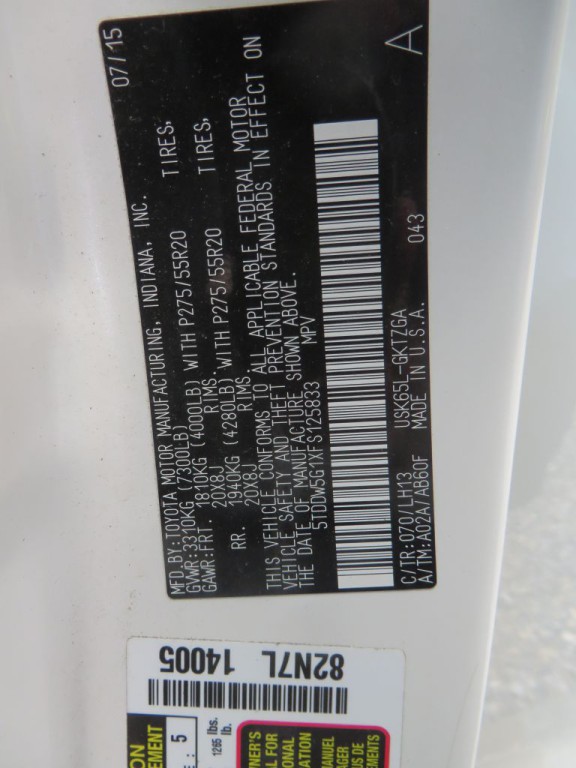 MFD.BY:TOYOTA MOTOR MANUFACTURING, INDIANA, INC. 07/15
GVWR:3310KG (7300LB)
GAWR:FRT. 1810KG (4000LB) WITH P275/55R20 TIRES,
20X8J RIMS
RR. 1940KG (4280LB) WITH P275/55R20 TIRES,
20X8J RIMS
THIS VEHICLE CONFORMS TO ALL APPLICABLE FEDERAL MOTOR
VEHICLE SAFETY AND THEFT PREVENTION STANDARDS IN EFFECT ON
THE DATE OF MANUFACTURE SHOWN ABOVE.
5TDDW5G1XFS125833 MPV
A
C/TR:070/LH13 USK65L-GKTZGA 043
A/TM:A02A/AB60F MADE IN U.S.A.
14005
82N7L
5
1265 lbs.
lb.